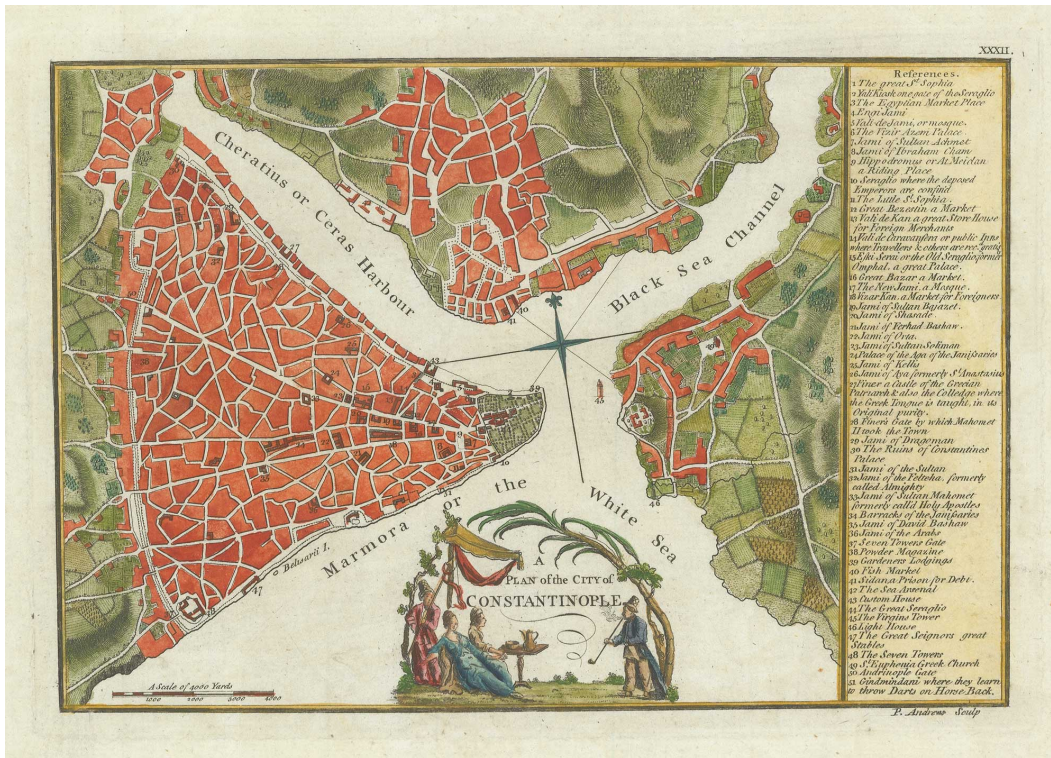 XXXII.
References.
1 The great St Sophia
2 Yali Kiosk one gate of the Seraglio
3 The Egyptian Market Place
4 Engi Jami
5 Vali-de Jami, or mosque.
6 The Vizir Azem Palace
7 Jami of Sultan Achmet
8 Jami of Ibraham Cham
9 Hippodromus or At Meidan
a Riding Place
10 Seraglio where the deposed
Emperors are confin'd
11 The Little St Sophia
12 Great Bezestin a Market
13 Vali de Kan a great Store House
for Foreign Merchants
14 Vali de Caravansera or public Inns
where Travellers & others are rec. gratis
15 Eski Serai or the Old Seraglio, former
Omphal. a great Palace.
16 Great Bazar a Market.
17 The New Jami, a Mosque.
18 Vizar Kan, a Market for Foreigners
19 Jami of Sultan Bajazet.
20 Jami of Shasade
21 Jami of Ferhad Bashaw.
22 Jami of Orta.
23 Jami of Sultan Soliman
24 Palace of the Aga of the Janissaries
25 Jami of Kellis
26 Jami of Aya formerly St Anastasius
27 Finer a Castle of the Grecian
Patriarch & also the Colledge where
the Greek Tongue is taught, in its
Original purity.
28 Finer's Gate by which Mahomet
II took the Town
29 Jami of Dragoman
30 The Ruins of Constantines
Palace
31 Jami of the Sultan
32 Jami of the Fetteha, formerly
called Almighty
33 Jami of Sultan Mahomet
formerly call'd Holy Apostles
34 Barracks of the Janissaries
35 Jami of David Bashaw
36 Jami of the Arabs
37 Seven Towers Gate
38 Powder Magazine
39 Gardeners Lodgings
40 Fish Market
41 Sidana, a Prison for Debt.
42 The Sea Arsenal
43 Custom House
44 The Great Seraglio
45 The Virgins Tower
46 Light House
47 The Great Seignors great
Stables
48 The Seven Towers
49 St Euphenia Greek Church
50 Andrinople Gate
51 Gindmindani where they learn
to throw Darts on Horse Back.
Cheratius or Ceras Harbour
Black Sea Channel
Marmora or the White Sea
Belisarii T.
A
PLAN of the CITY of
CONSTANTINOPLE
A Scale of 4000 Yards
1000 2000 3000 4000
P. Andrews Sculp